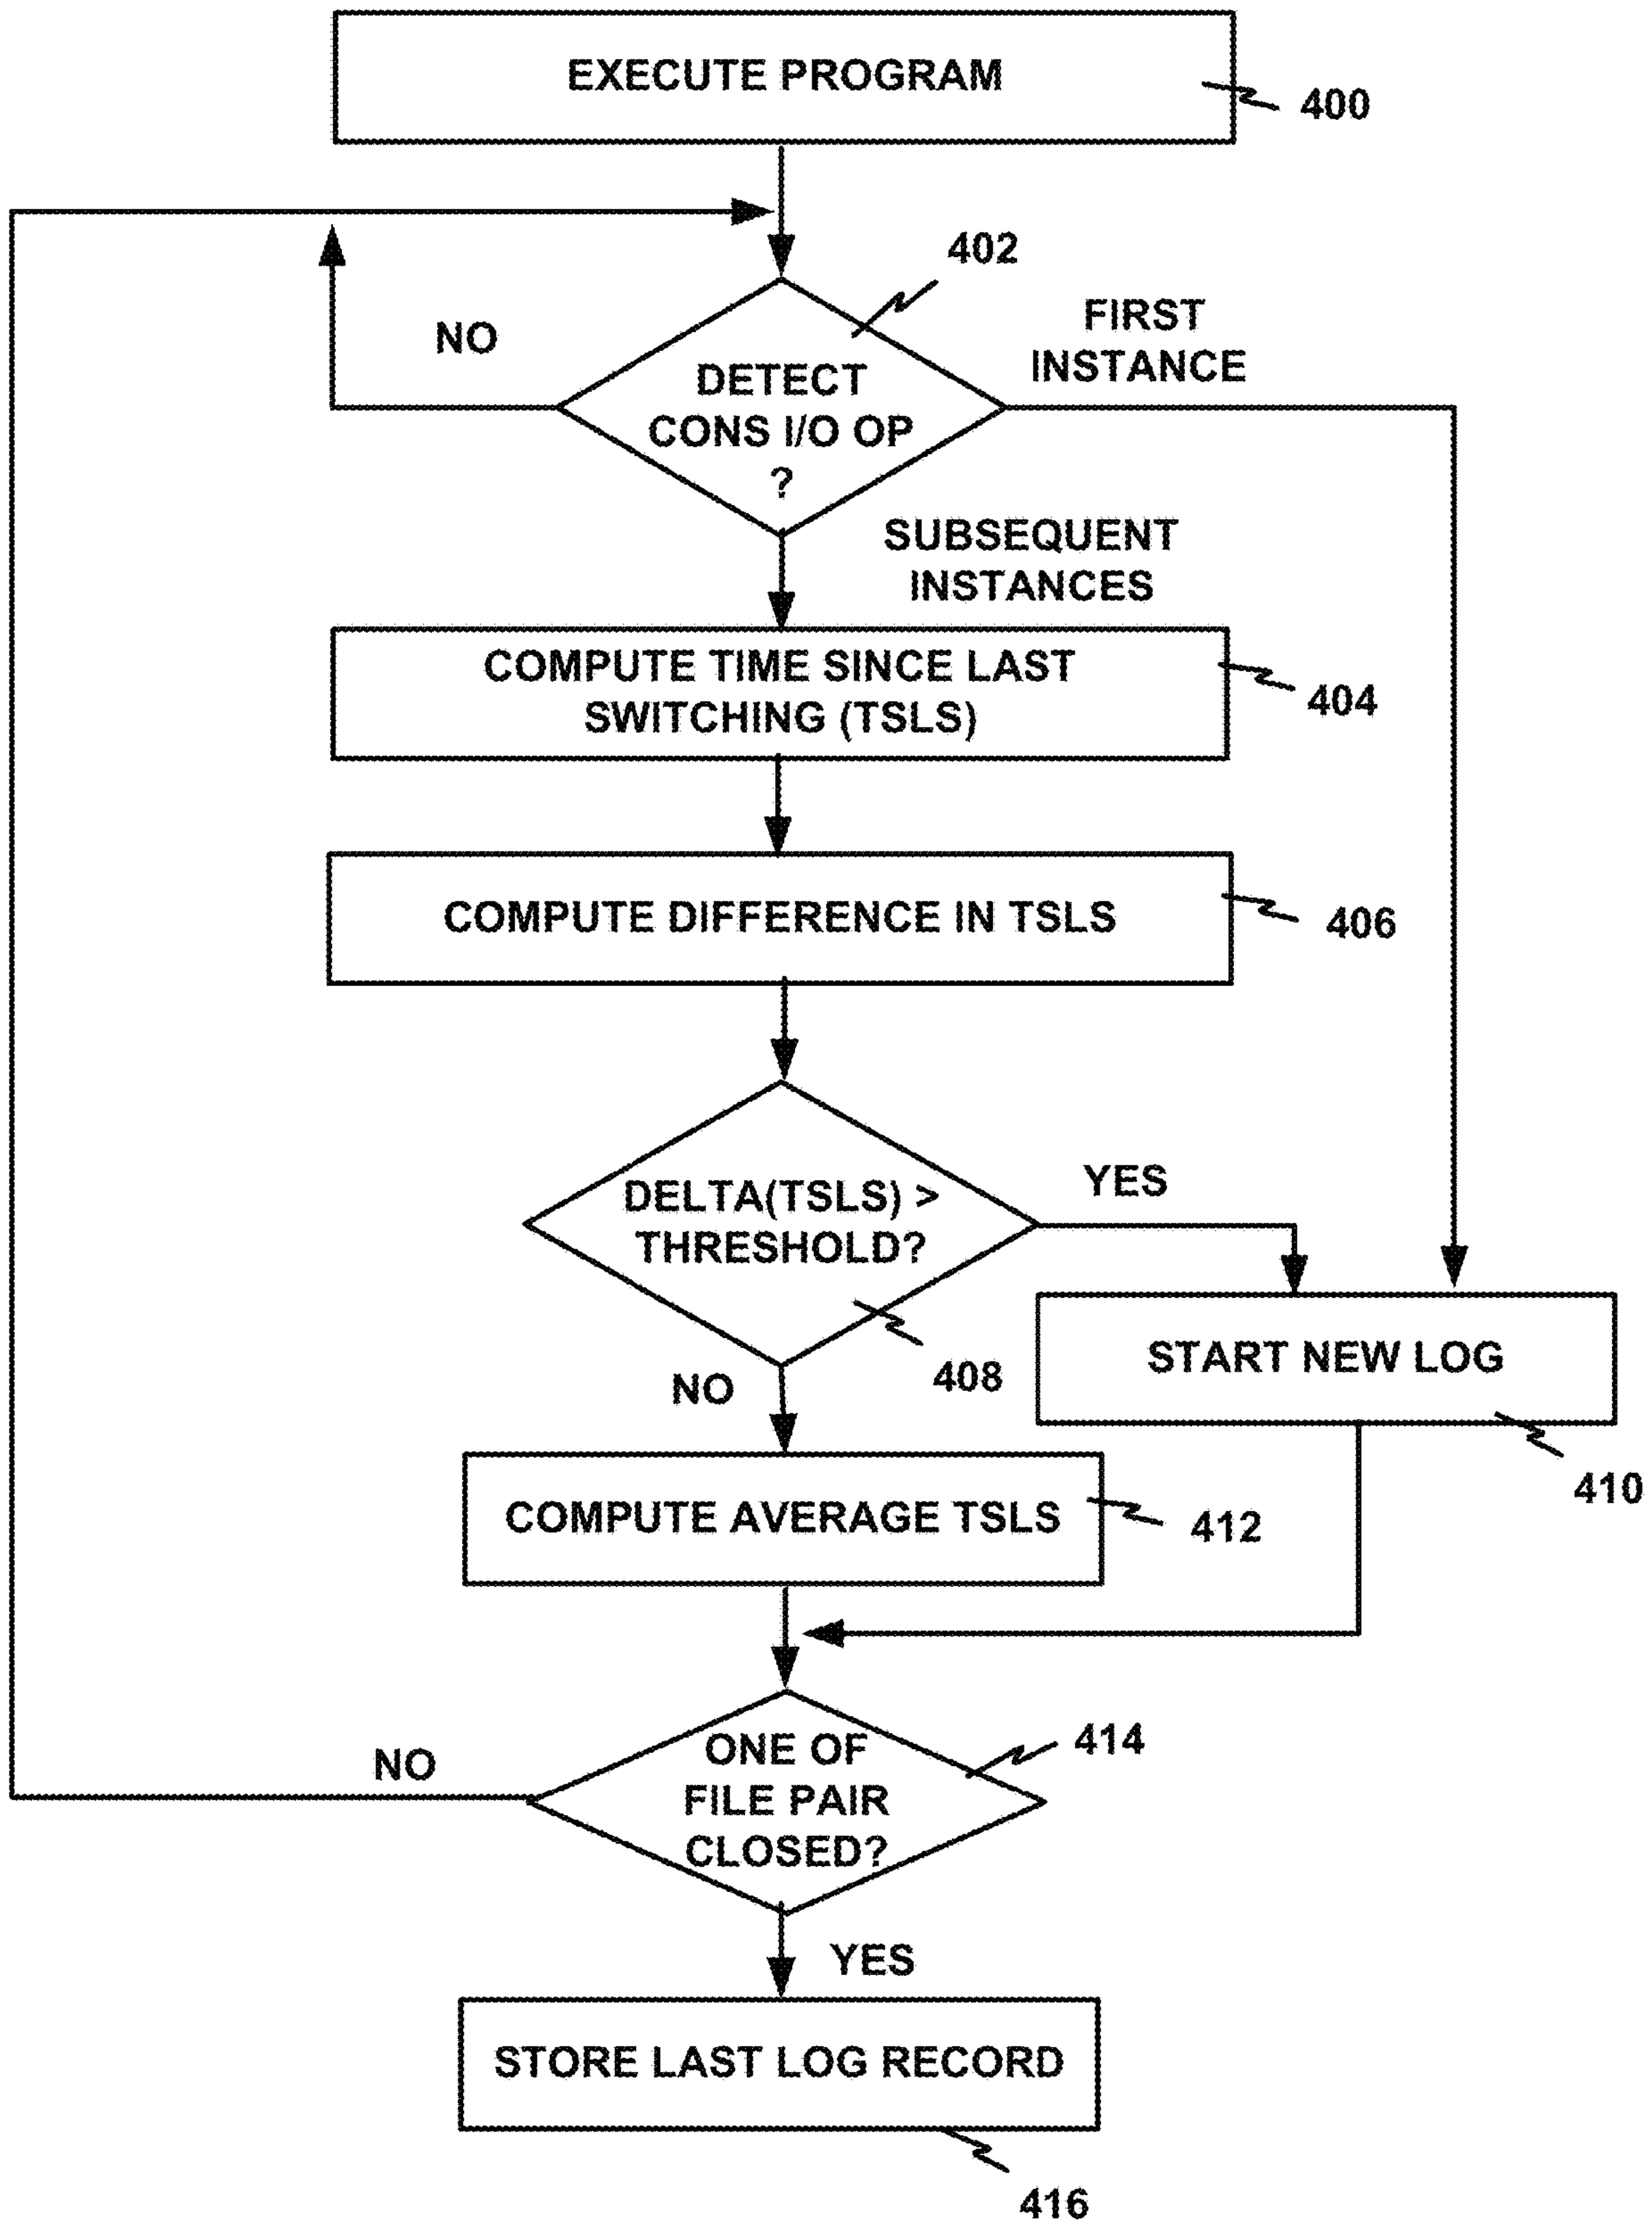 EXECUTE PROGRAM
400
402
FIRST
INSTANCE
NO
DETECT
CONS I/O OP
?
SUBSEQUENT
INSTANCES
COMPUTE TIME SINCE LAST
SWITCHING (TSLS)
404
COMPUTE DIFFERENCE IN TSLS
406
DELTA(TSLS) >
THRESHOLD?
YES
408
NO
START NEW LOG
410
COMPUTE AVERAGE TSLS
412
414
NO
ONE OF
FILE PAIR
CLOSED?
YES
STORE LAST LOG RECORD
416